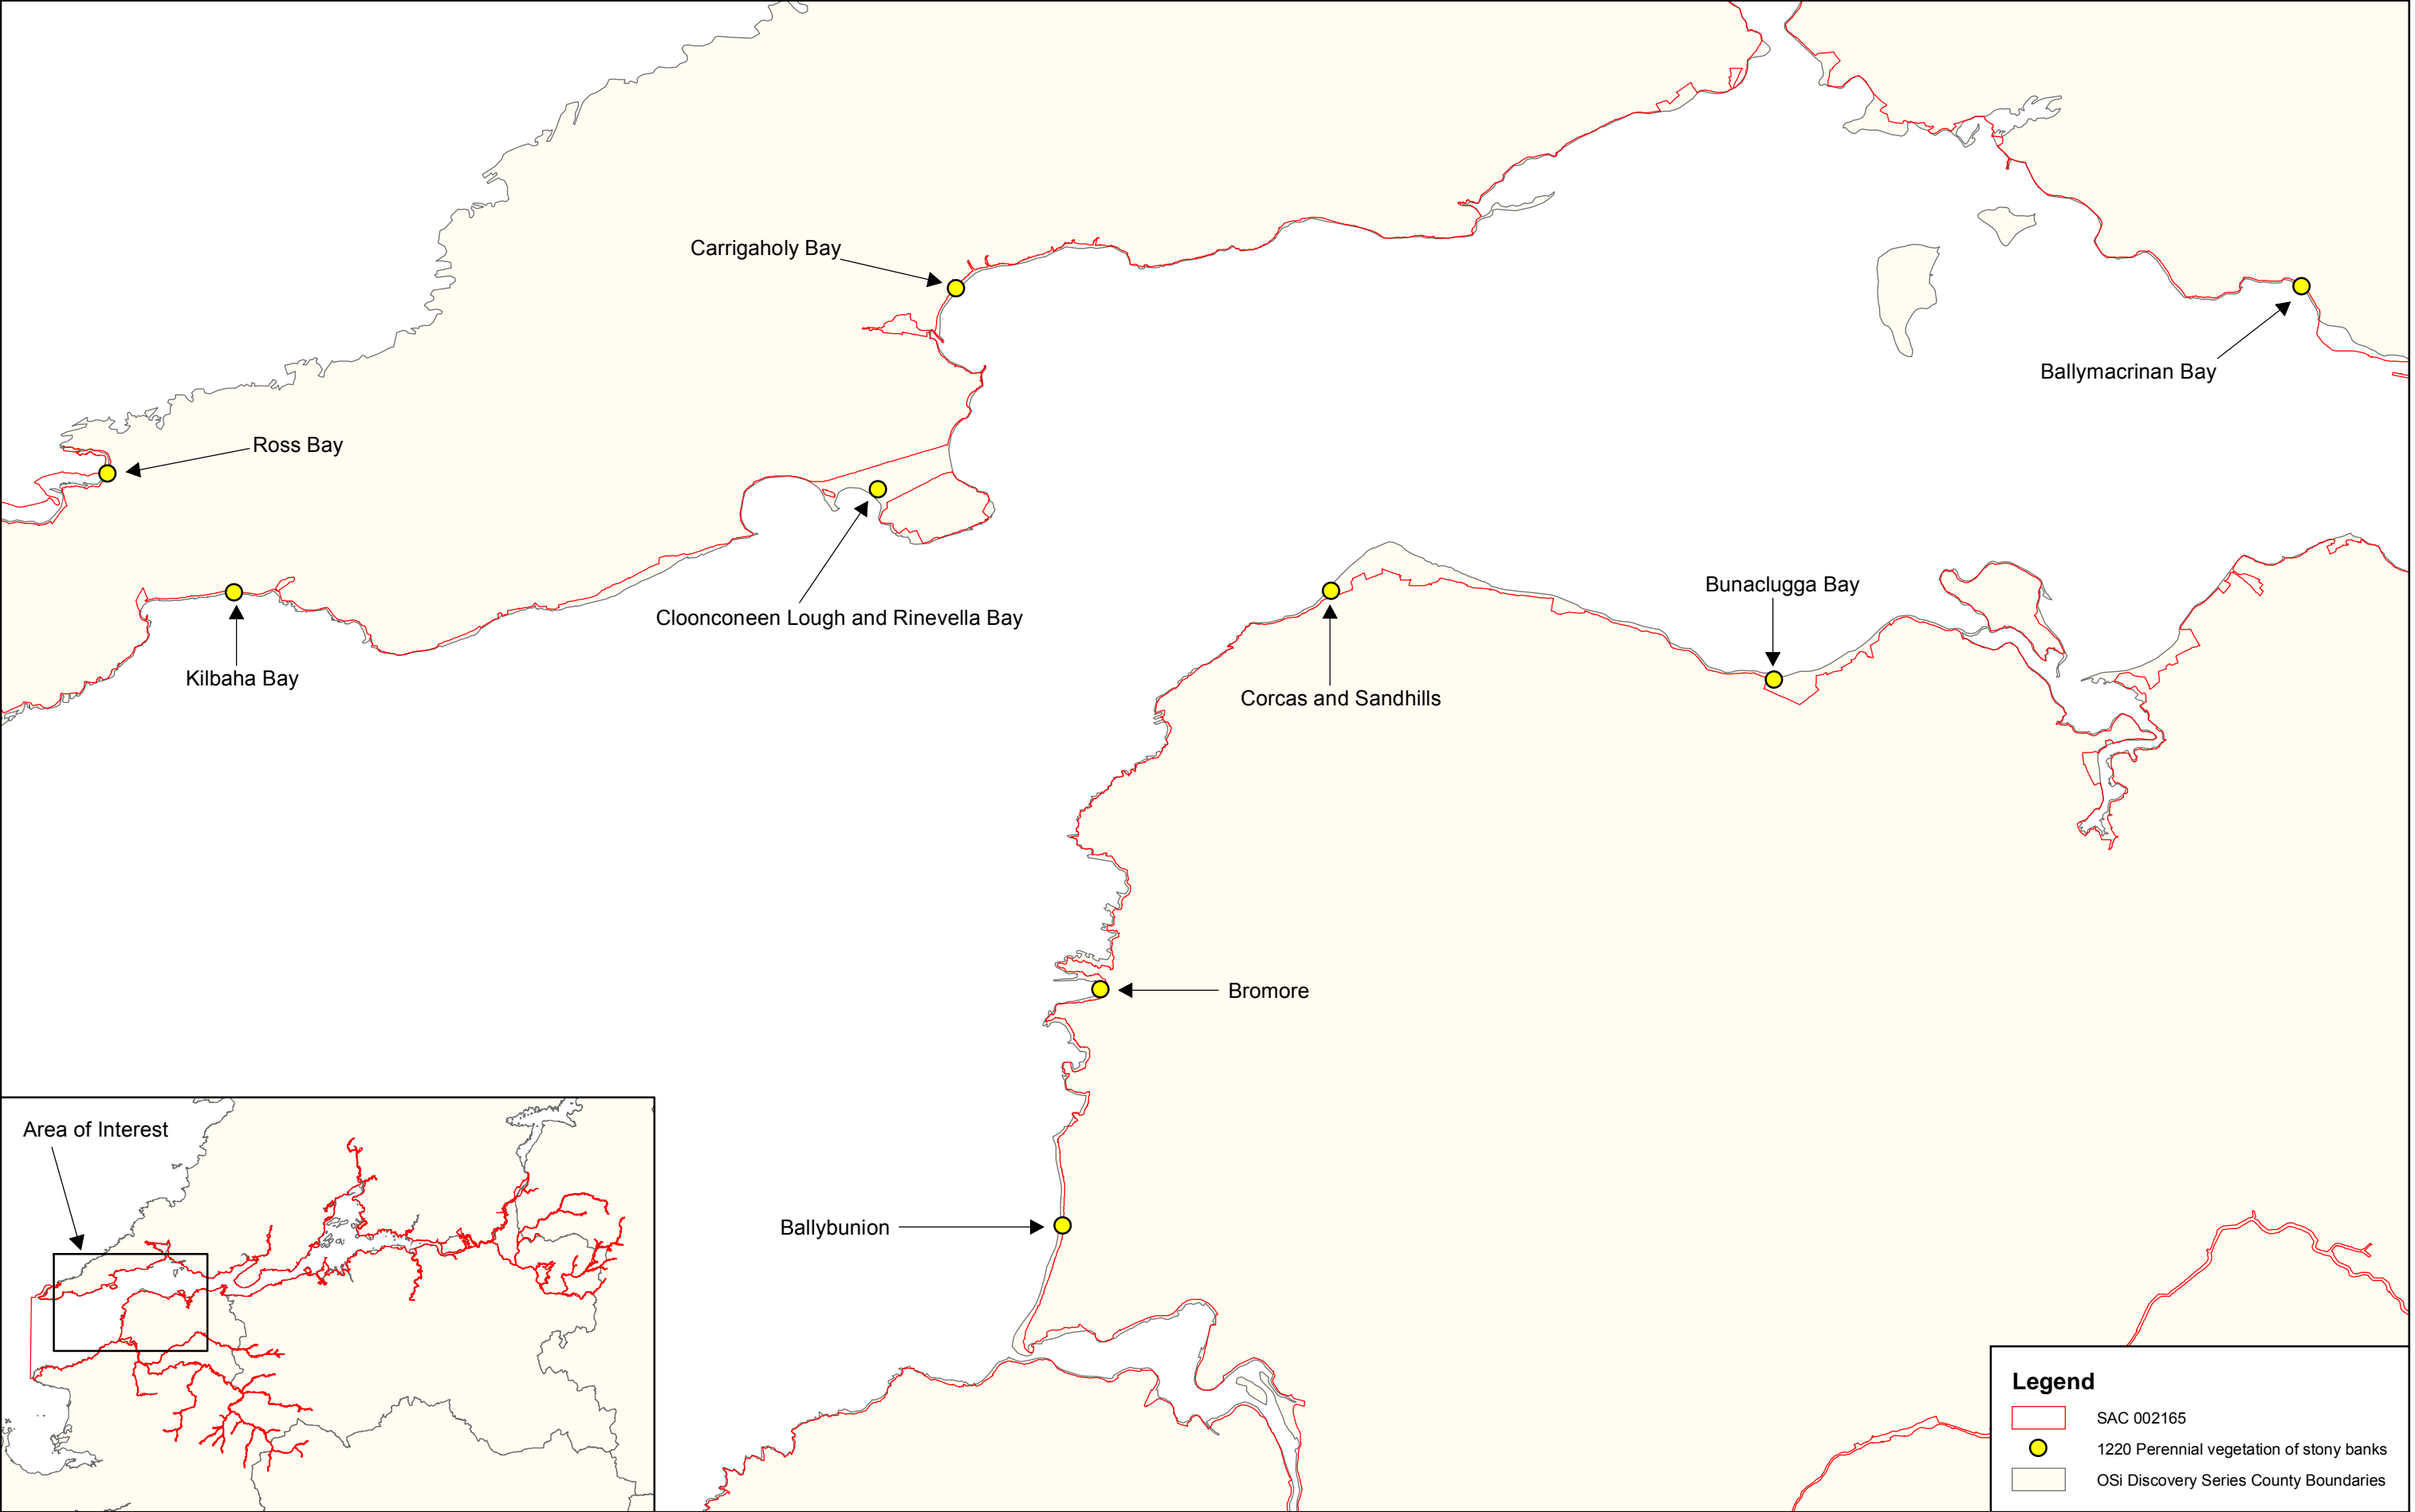 Carrigaholy Bay
Ballymacrinan Bay
Ross Bay
Bunaclugga Bay
Cloonconeen Lough and Rinevella Bay
Kilbaha Bay
Corcas and Sandhills
Bromore
Area of Interest
Ballybunion
Legend
SAC 002165
1220 Perennial vegetation of stony banks
OSi Discovery Series County Boundaries